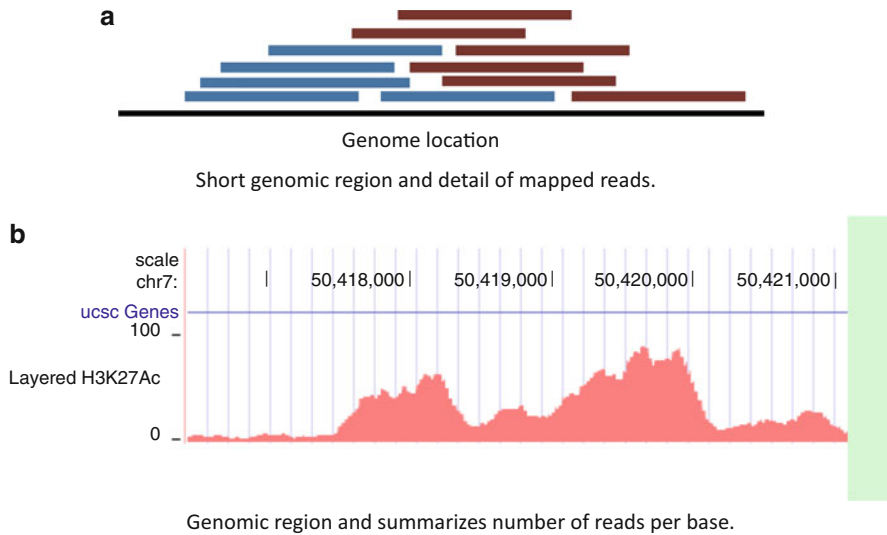 a
Genome location
Short genomic region and detail of mapped reads.
b
scale
chr7: 50,418,000 50,419,000 50,420,000 50,421,000
ucsc Genes
100
Layered H3K27Ac
0
Genomic region and summarizes number of reads per base.